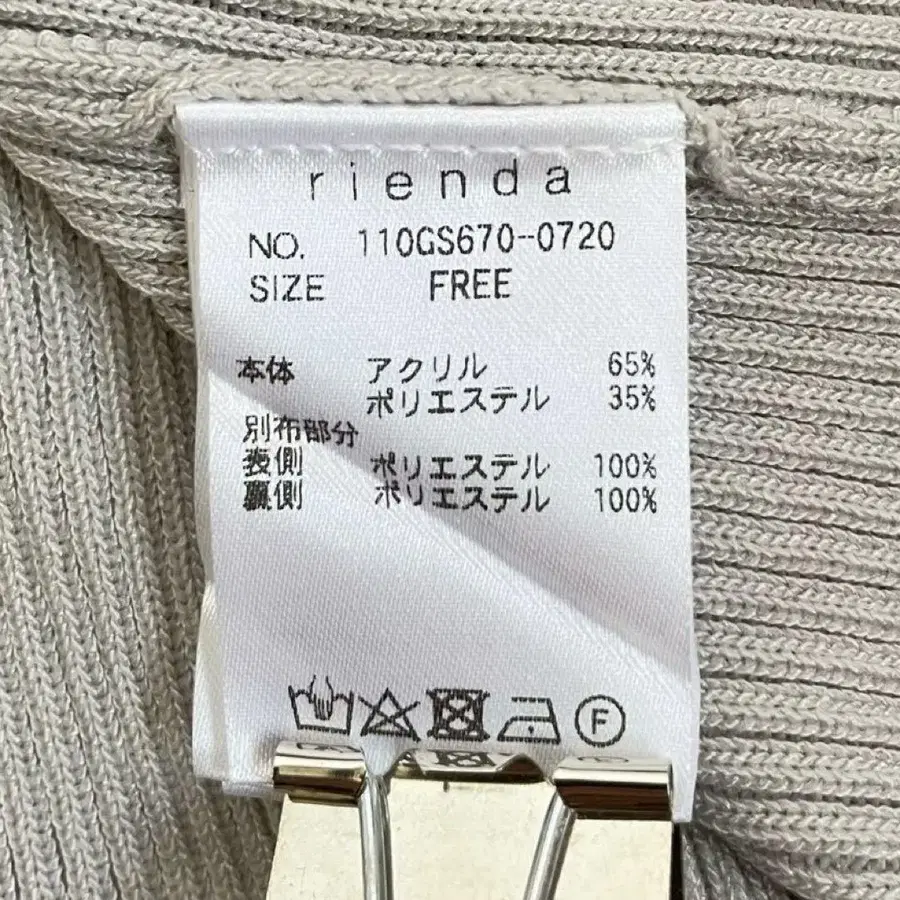 rienda
NO. 110GS670-0720
SIZE FREE
本体 アクリル 65%
ポリエステル 35%
別布部分
表側 ポリエステル 100%
裏側 ポリエステル 100%
F